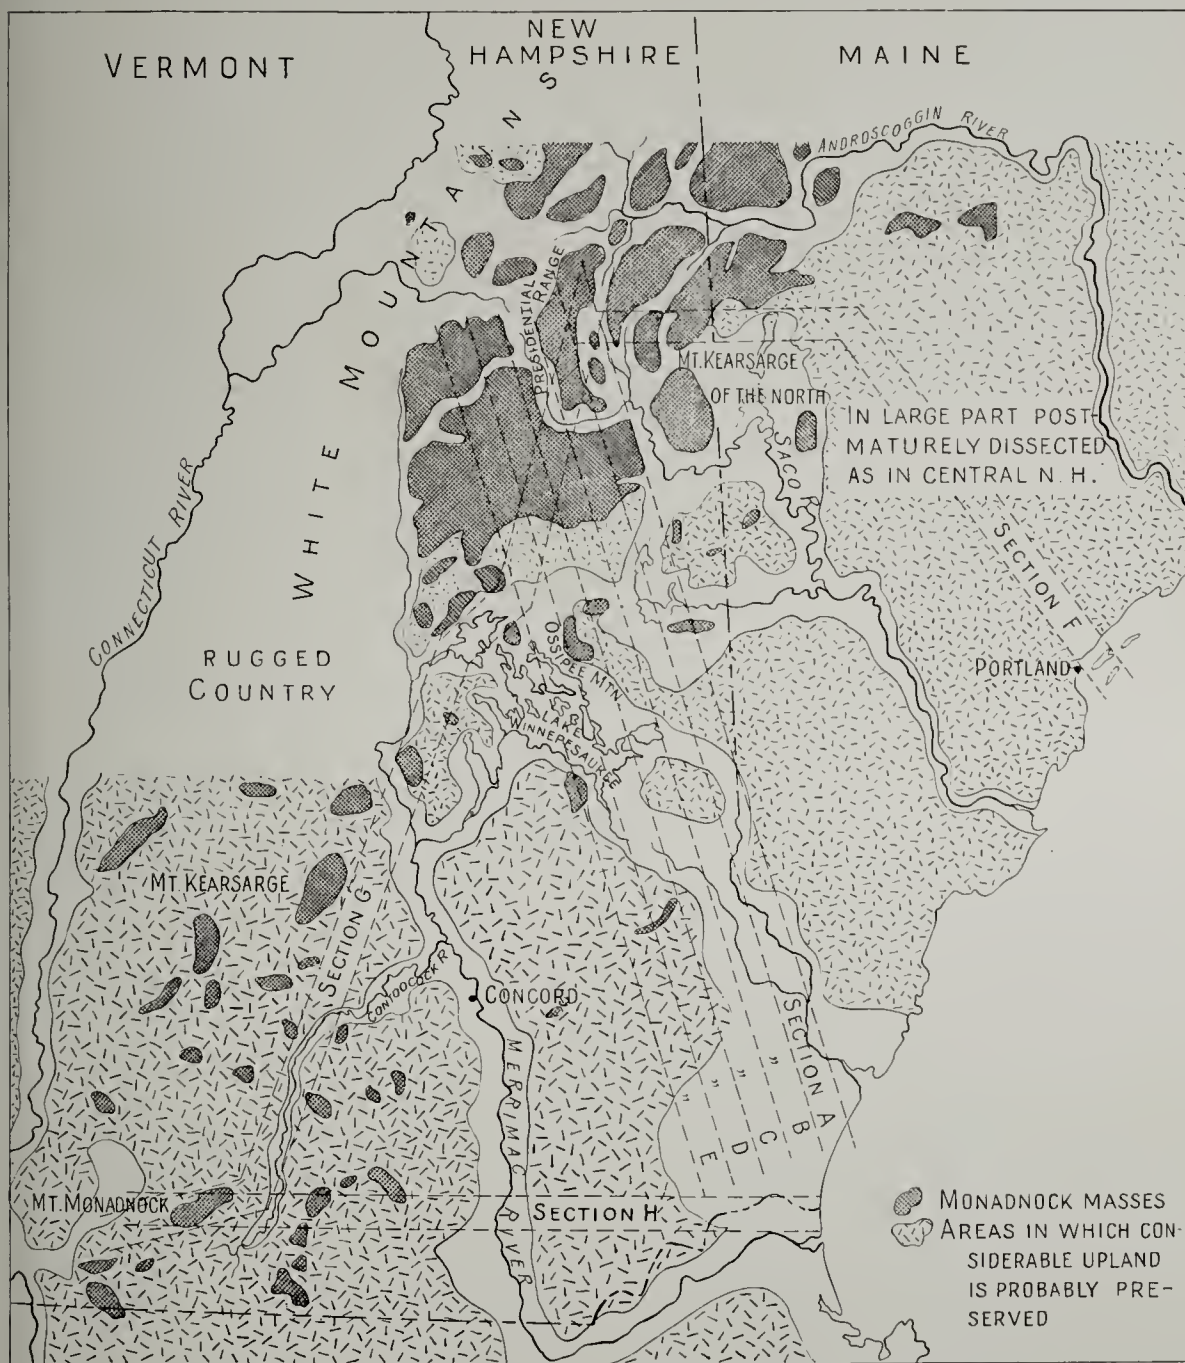 VERMONT
NEW
HAMPSHIRE
MAINE
WHITE MOUNTAINS
ANDROSCOGGIN RIVER
PRESIDENTIAL
RANGE
MT. KEARSARGE
OF THE NORTH
IN LARGE PART POST-
MATURELY DISSECTED
AS IN CENTRAL N. H.
SACO R.
CONNECTICUT RIVER
SECTION F
RUGGED
COUNTRY
OSSIPEE MTN.
PORTLAND
LAKE
WINNEPESAUKEE
MT. KEARSARGE
SECTION G
CONTOOCOCK R.
CONCORD
MERRIMAC RIVER
SECTION A
" B
" C
" D
" E
MT. MONADNOCK
SECTION H
MONADNOCK MASSES
AREAS IN WHICH CON-
SIDERABLE UPLAND
IS PROBABLY PRE-
SERVED